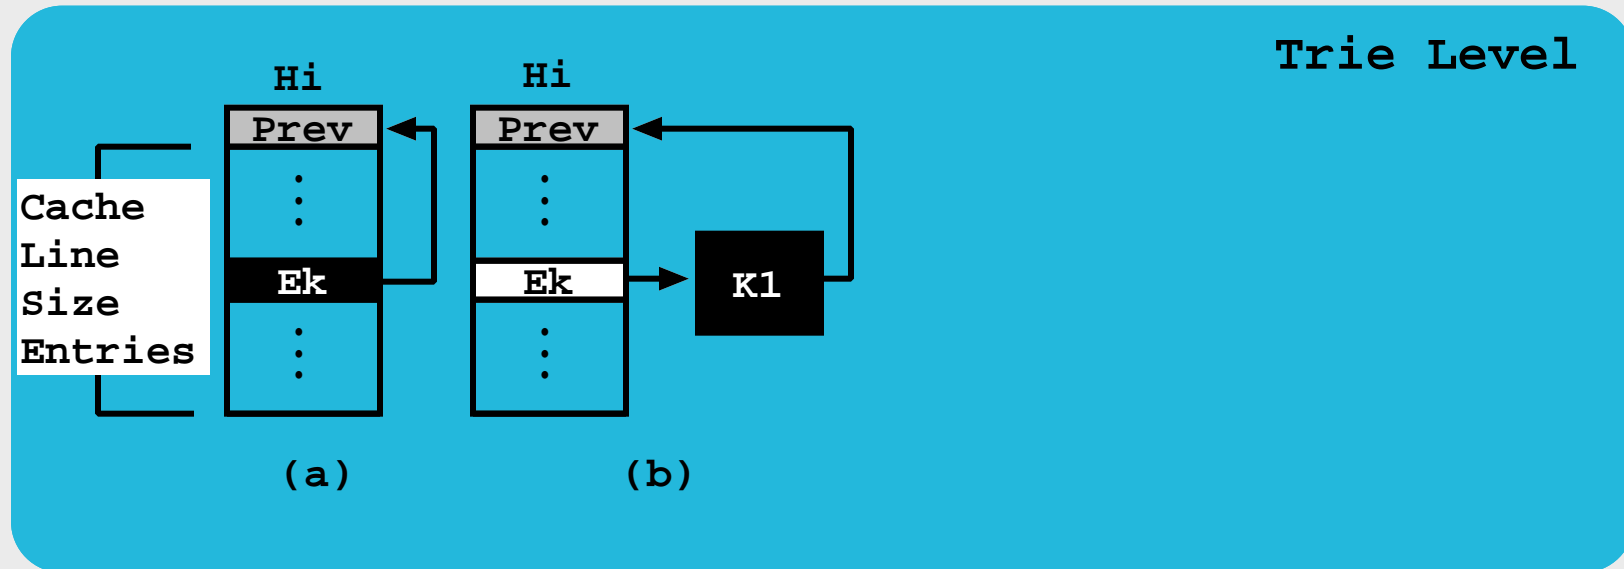 Trie Level
Hi
Hi
Prev
Prev
Cache
Line
Size
Entries
Ek
Ek
K1
(a)
(b)